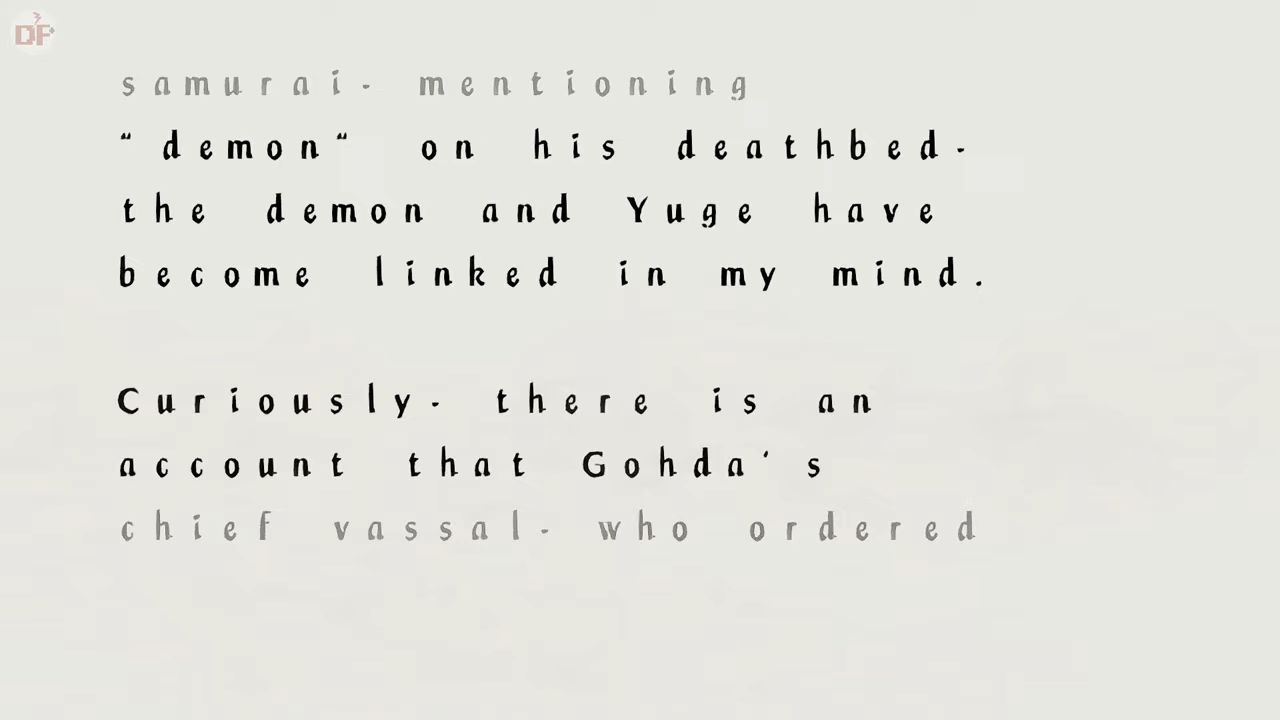 DF
samurai- mentioning
"demon" on his deathbed-
the demon and Yuge have
become linked in my mind.
Curiously- there is an
account that Gohda's
chief vassal- who ordered